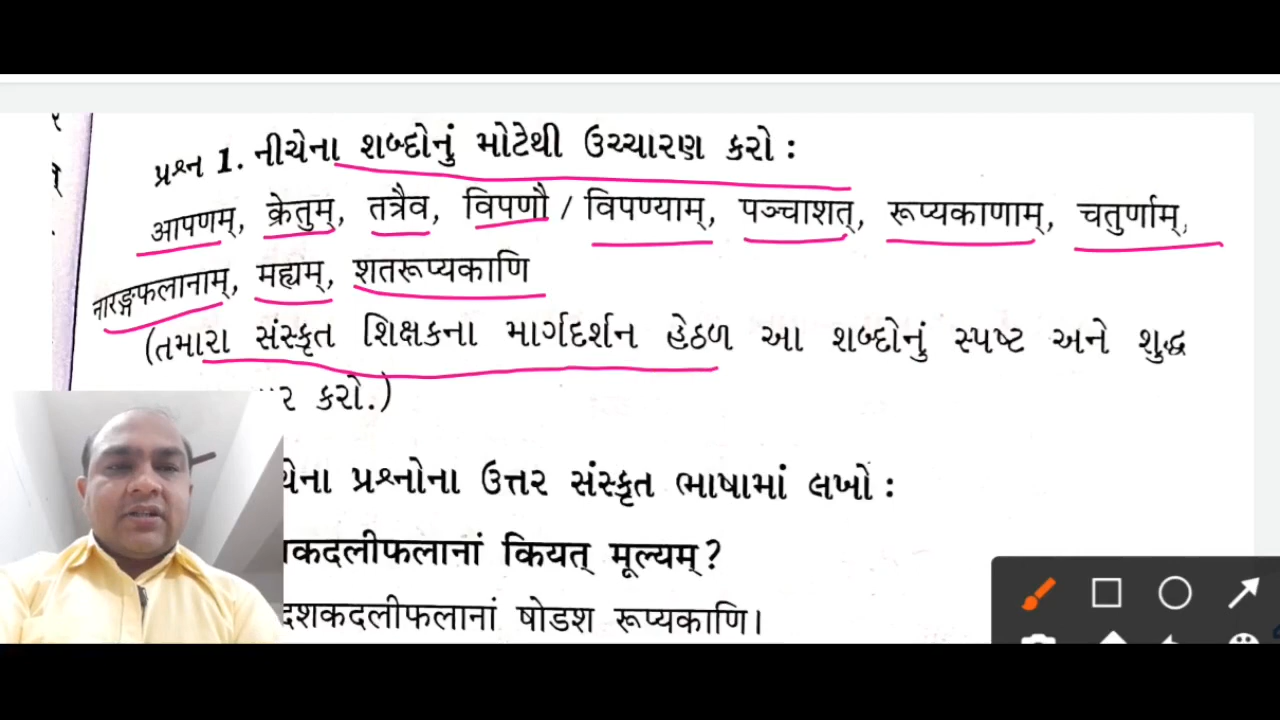 પ્રશ્ન 1. નીચેના શબ્દોનું મોટેથી ઉચ્ચારણ કરો :
आपणम्, क्रेतुम्, तत्रैव, विपणौ / विपण्याम्, पञ्चाशत्, रूप्यकाणाम्, चतुर्णाम्,
नारङ्गफलानाम्, मह्यम्, शतरूप्यकाणि
(તમારા સંસ્કૃત શિક્ષકના માર્ગદર્શન હેઠળ આ શબ્દોનું સ્પષ્ટ અને શુદ્ધ
કરો.)
પ્રશ્નોના ઉત્તર સંસ્કૃત ભાષામાં લખો :
कियत् मूल्यम् ?
दशकदलीफलानां षोडश रूप्यकाणि।